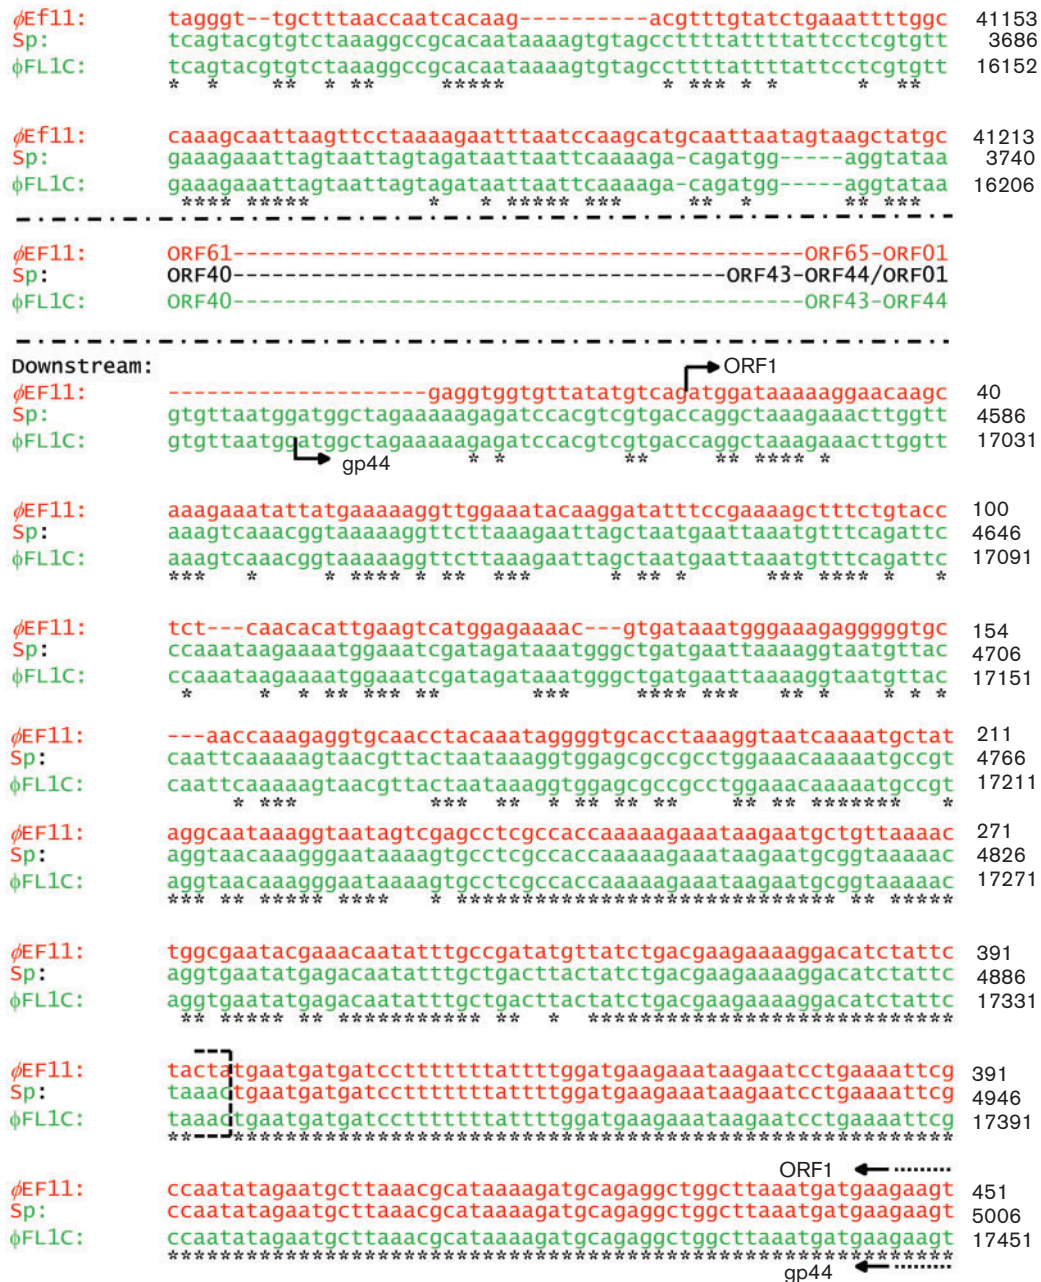 ϕEf11: tagggt--tgctttaaccaatcacaag----------acgtttgtatctgaaattttggc 41153
Sp: tcagtacgtgtctaaaggccgcacaataaaagtgtagccttttattttattcctcgtgtt 3686
ϕFL1C: tcagtacgtgtctaaaggccgcacaataaaagtgtagccttttattttattcctcgtgtt 16152
* * ** * ** ***** * *** * * * **
ϕEf11: caaagcaattaagttcctaaaagaatttaatccaagcatgcaattaatagtaagctatgc 41213
Sp: gaaagaaattagtaattagtagataattaattcaaaaga-cagatgg-----aggtataa 3740
ϕFL1C: gaaagaaattagtaattagtagataattaattcaaaaga-cagatgg-----aggtataa 16206
**** ***** * * ***** *** ** * ** ***
ϕEF11: ORF61--------------------------------------------ORF65-ORF01
Sp: ORF40--------------------------------------ORF43-ORF44/ORF01
ϕFL1C: ORF40--------------------------------------------ORF43-ORF44
Downstream:
ORF1
ϕEF11: --------------------gaggtggtgttatatgtcagatggataaaaaggaacaagc 40
Sp: gtgttaatggatggctagaaaaagagatccacgtcgtgaccaggctaaagaaacttggtt 4586
ϕFL1C: gtgttaatggatggctagaaaaagagatccacgtcgtgaccaggctaaagaaacttggtt 17031
gp44 * * ** ** **** *
ϕEF11: aaagaaatattatgaaaaaggttggaaatacaaggatatttccgaaaagctttctgtacc 100
Sp: aaagtcaaacggtaaaaaggttcttaaagaattagctaatgaattaaatgtttcagattc 4646
ϕFL1C: aaagtcaaacggtaaaaaggttcttaaagaattagctaatgaattaaatgtttcagattc 17091
*** * * **** * ** *** * ** * *** **** * *
ϕEF11: tct---caacacattgaagtcatggagaaaac---gtgataaatgggaaagagggggtgc 154
Sp: ccaaataagaaaatggaaatcgatagataaatgggctgatgaattaaaaggtaatgttac 4706
ϕFL1C: ccaaataagaaaatggaaatcgatagataaatgggctgatgaattaaaaggtaatgttac 17151
* * * ** *** ** *** **** *** ** * * * *
ϕEF11: ---aaccaaagaggtgcaacctacaaataggggtgcacctaaaggtaatcaaaatgctat 211
Sp: caattcaaaaagtaacgttactaataaaggtggagcgccgcctggaaacaaaaatgccgt 4766
ϕFL1C: caattcaaaaagtaacgttactaataaaggtggagcgccgcctggaaacaaaaatgccgt 17211
* *** *** ** * ** ** ** ** ** ******* *
ϕEF11: aggcaataaaggtaatagtcgagcctcgccaccaaaaagaaataagaatgctgttaaaac 271
Sp: aggtaacaaagggaataaaagtgcctcgccaccaaaaagaaataagaatgcggtaaaaac 4826
ϕFL1C: aggtaacaaagggaataaaagtgcctcgccaccaaaaagaaataagaatgcggtaaaaac 17271
*** ** ***** **** * ****************************** ** *****
ϕEF11: tggcgaatacgaaacaatatttgccgatatgttatctgacgaagaaaaggacatctattc 391
Sp: aggtgaatatgagacaatatttgctgacttactatctgacgaagaaaaggacatctattc 4886
ϕFL1C: aggtgaatatgagacaatatttgctgacttactatctgacgaagaaaaggacatctattc 17331
** ***** ** *********** ** * ****************************
ϕEF11: tactatgaatgatgatccttttttttattttggatgaagaaataagaatcctgaaaattcg 391
Sp: taaactgaatgatgatccttttttttattttggatgaagaaataagaatcctgaaaattcg 4946
ϕFL1C: taaactgaatgatgatccttttttttattttggatgaagaaataagaatcctgaaaattcg 17391
** ********************************************************
ORF1
ϕEF11: ccaatatagaatgcttaaacgcataaaagatgcagaggctggcttaaatgatgaagaagt 451
Sp: ccaatatagaatgcttaaacgcataaaagatgcagaggctggcttaaatgatgaagaagt 5006
ϕFL1C: ccaatatagaatgcttaaacgcataaaagatgcagaggctggcttaaatgatgaagaagt 17451
************************************************************
gp44